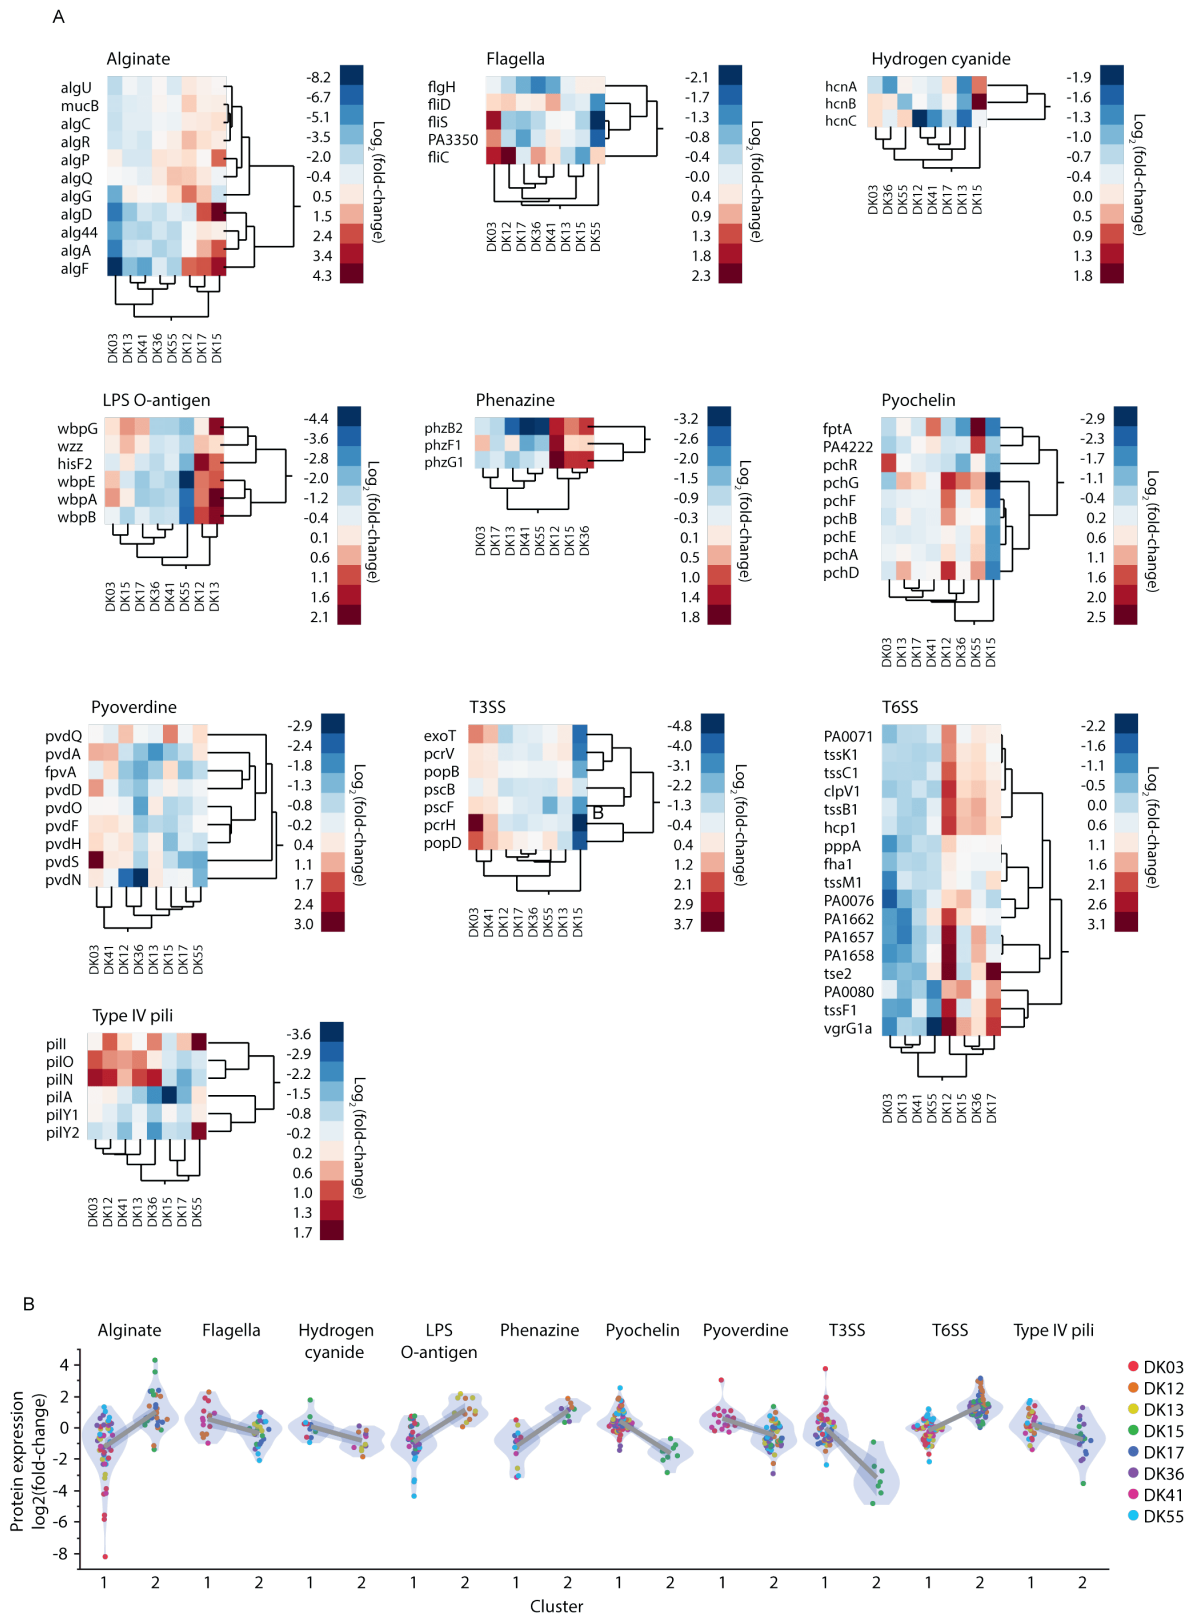 A
Alginate
algU
mucB
algC
algR
algP
algQ
algG
algD
alg44
algA
algF
DK03
DK13
DK41
DK36
DK55
DK12
DK17
DK15
-8.2
-6.7
-5.1
-3.5
-2.0
-0.4
0.5
1.5
2.4
3.4
4.3
Log2 (fold-change)
Flagella
flgH
fliD
fliS
PA3350
fliC
DK03
DK12
DK17
DK36
DK41
DK13
DK15
DK55
-2.1
-1.7
-1.3
-0.8
-0.4
-0.0
0.4
0.9
1.3
1.8
2.3
Log2 (fold-change)
Hydrogen cyanide
hcnA
hcnB
hcnC
DK03
DK36
DK55
DK12
DK41
DK17
DK13
DK15
-1.9
-1.6
-1.3
-1.0
-0.7
-0.4
0.0
0.5
0.9
1.3
1.8
Log2 (fold-change)
LPS O-antigen
wbpG
wzz
hisF2
wbpE
wbpA
wbpB
DK03
DK15
DK17
DK36
DK41
DK55
DK12
DK13
-4.4
-3.6
-2.8
-2.0
-1.2
-0.4
0.1
0.6
1.1
1.6
2.1
Log2 (fold-change)
Phenazine
phzB2
phzF1
phzG1
DK03
DK17
DK13
DK41
DK55
DK12
DK15
DK36
-3.2
-2.6
-2.0
-1.5
-0.9
-0.3
0.1
0.5
1.0
1.4
1.8
Log2 (fold-change)
Pyochelin
fptA
PA4222
pchR
pchG
pchF
pchB
pchE
pchA
pchD
DK03
DK13
DK17
DK41
DK12
DK36
DK55
DK15
-2.9
-2.3
-1.7
-1.1
-0.4
0.2
0.6
1.1
1.6
2.0
2.5
Log2 (fold-change)
Pyoverdine
pvdQ
pvdA
fpvA
pvdD
pvdO
pvdF
pvdH
pvdS
pvdN
DK03
DK41
DK12
DK36
DK13
DK15
DK17
DK55
-2.9
-2.4
-1.8
-1.3
-0.8
-0.2
0.4
1.1
1.7
2.4
3.0
Log2 (fold-change)
T3SS
exoT
pcrV
popB
pscB
pscF
pcrH
popD
B
DK03
DK41
DK12
DK17
DK36
DK55
DK13
DK15
-4.8
-4.0
-3.1
-2.2
-1.3
-0.4
0.4
1.2
2.1
2.9
3.7
Log2 (fold-change)
T6SS
PA0071
tssK1
tssC1
clpV1
tssB1
hcp1
pppA
fha1
tssM1
PA0076
PA1662
PA1657
PA1658
tse2
PA0080
tssF1
vgrG1a
DK03
DK13
DK41
DK55
DK12
DK15
DK36
DK17
-2.2
-1.6
-1.1
-0.5
0.0
0.6
1.1
1.6
2.1
2.6
3.1
Log2 (fold-change)
Type IV pili
pilI
pilO
pilN
pilA
pilY1
pilY2
DK03
DK12
DK41
DK13
DK36
DK15
DK17
DK55
-3.6
-2.9
-2.2
-1.5
-0.8
-0.2
0.2
0.6
1.0
1.3
1.7
Log2 (fold-change)
B
Alginate
Flagella
Hydrogen
cyanide
LPS
O-antigen
Phenazine
Pyochelin
Pyoverdine
T3SS
T6SS
Type IV pili
Protein expression
log2(fold-change)
4
2
0
-2
-4
-6
-8
1 2 1 2 1 2 1 2 1 2 1 2 1 2 1 2 1 2 1 2
Cluster
DK03
DK12
DK13
DK15
DK17
DK36
DK41
DK55